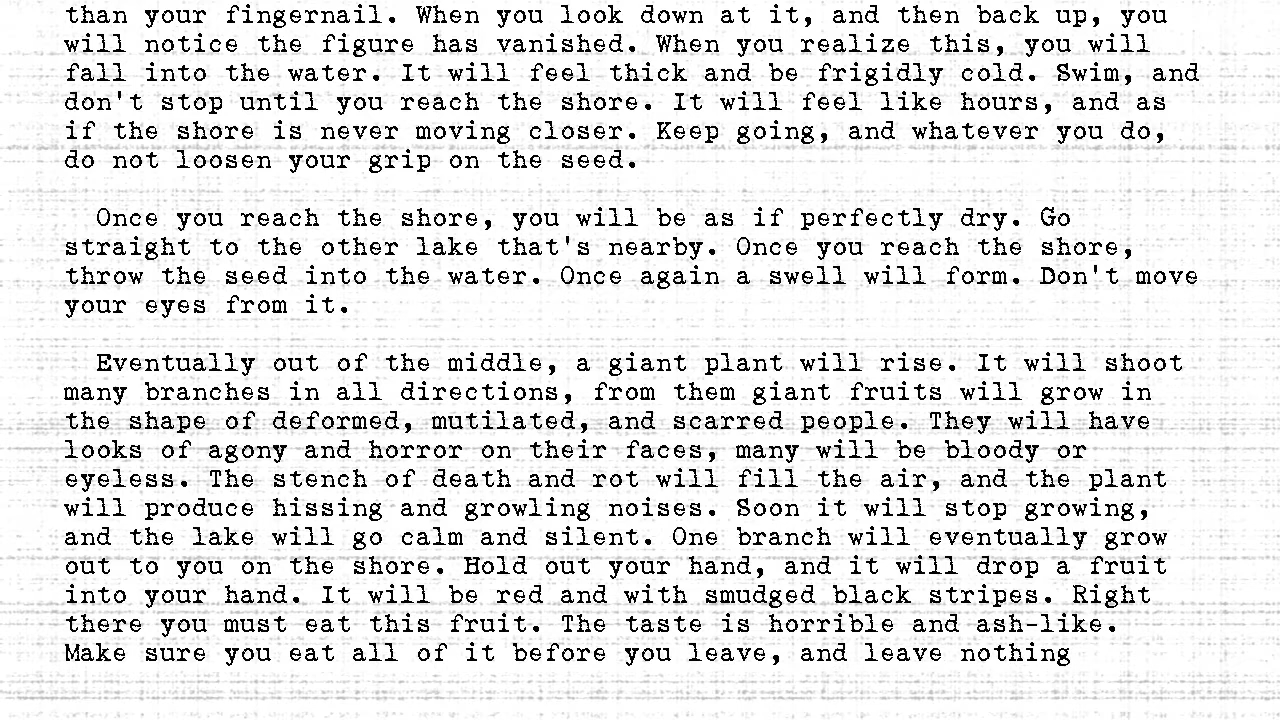 than your fingernail. When you look down at it, and then back up, you
will notice the figure has vanished. When you realize this, you will
fall into the water. It will feel thick and be frigidly cold. Swim, and
don't stop until you reach the shore. It will feel like hours, and as
if the shore is never moving closer. Keep going, and whatever you do,
do not loosen your grip on the seed.
Once you reach the shore, you will be as if perfectly dry. Go
straight to the other lake that's nearby. Once you reach the shore,
throw the seed into the water. Once again a swell will form. Don't move
your eyes from it.
Eventually out of the middle, a giant plant will rise. It will shoot
many branches in all directions, from them giant fruits will grow in
the shape of deformed, mutilated, and scarred people. They will have
looks of agony and horror on their faces, many will be bloody or
eyeless. The stench of death and rot will fill the air, and the plant
will produce hissing and growling noises. Soon it will stop growing,
and the lake will go calm and silent. One branch will eventually grow
out to you on the shore. Hold out your hand, and it will drop a fruit
into your hand. It will be red and with smudged black stripes. Right
there you must eat this fruit. The taste is horrible and ash-like.
Make sure you eat all of it before you leave, and leave nothing